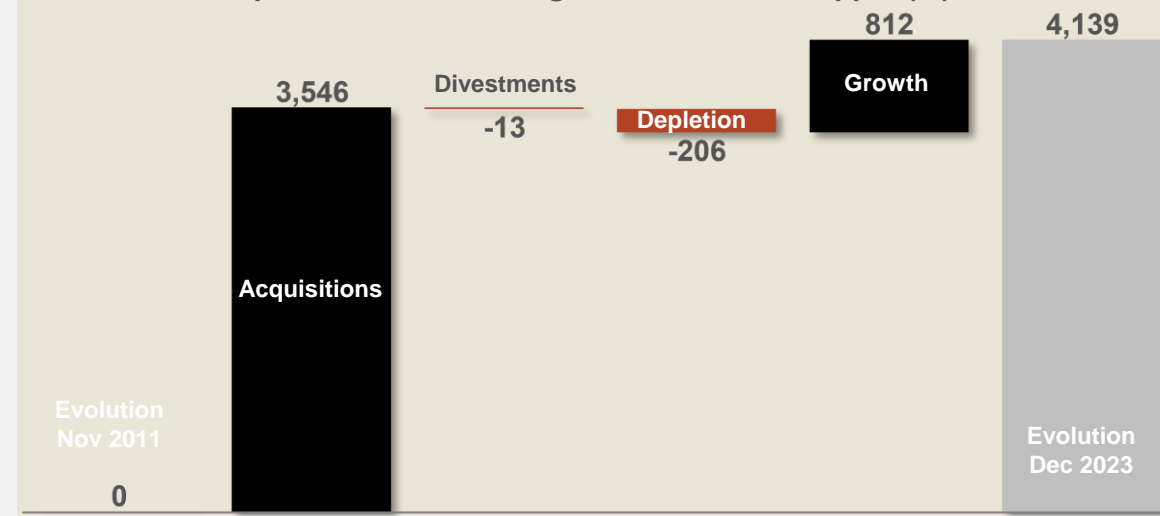 812
4,139
3,546
Divestments
Growth
-13
Depletion
-206
Acquisitions
Evolution
Nov 2011
0
Evolution
Dec 2023